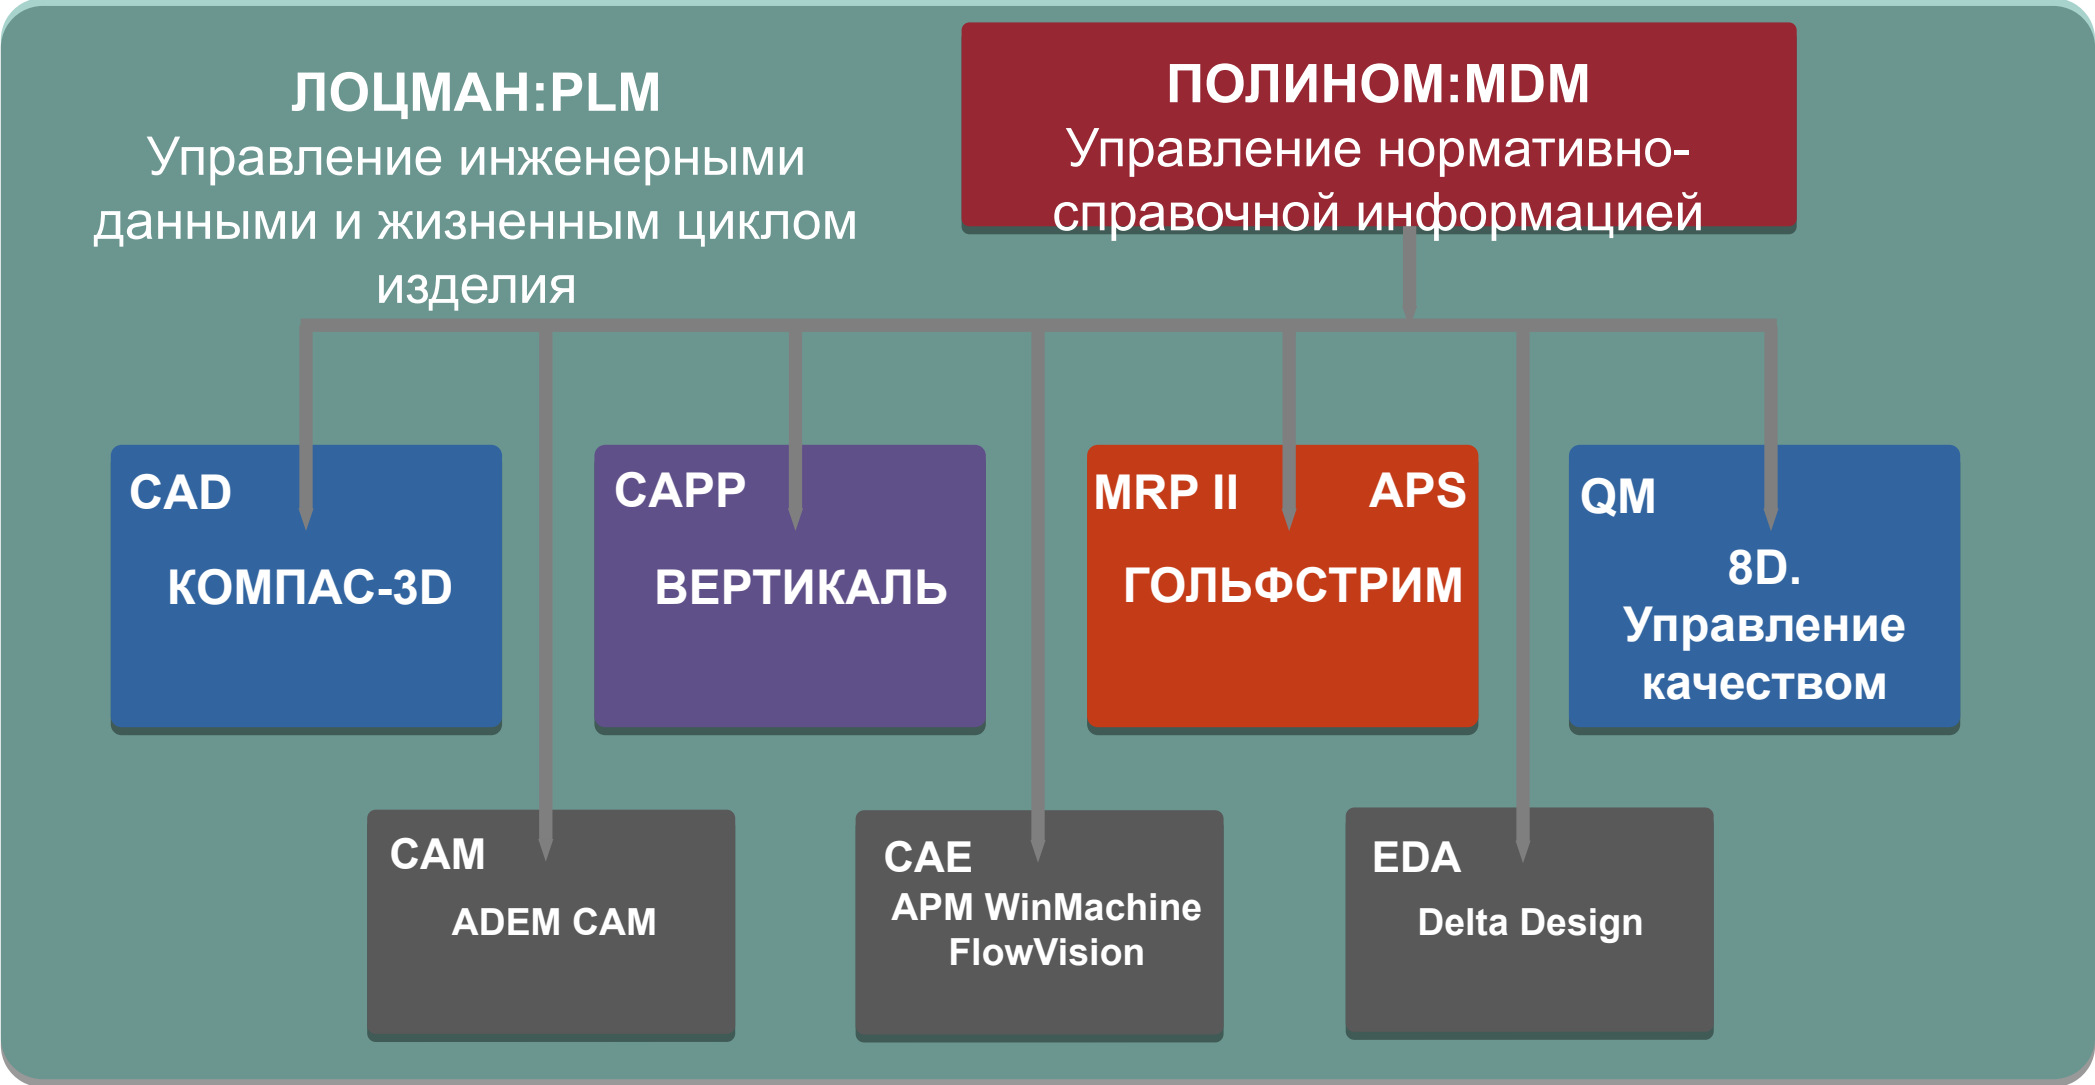 ЛОЦМАН:PLM
Управление инженерными
данными и жизненным циклом
изделия
ПОЛИНОМ:MDM
Управление нормативно-
справочной информацией
CAD
КОМПАС-3D
CAPP
ВЕРТИКАЛЬ
MRP II APS
ГОЛЬФСТРИМ
QM
8D.
Управление
качеством
CAM
ADEM CAM
CAE
APM WinMachine
FlowVision
EDA
Delta Design